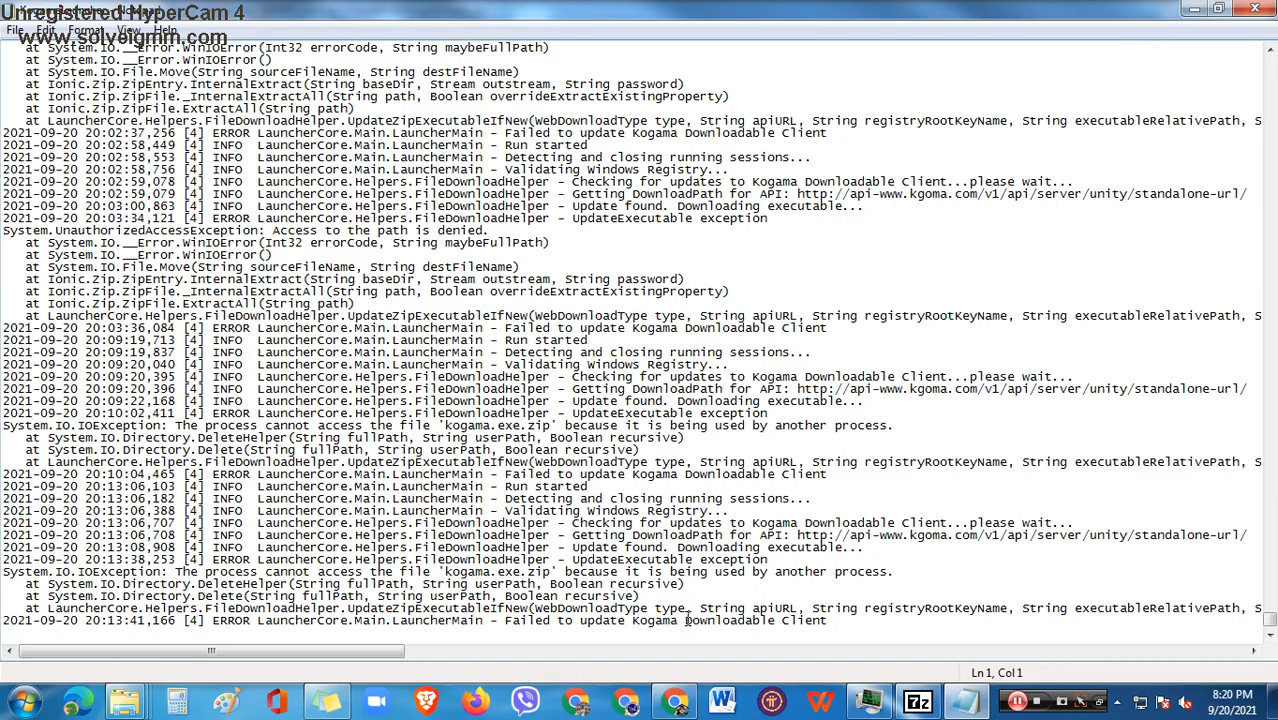 Unregistered HyperCam 4
File Edit Format View Help
www.solveigmm.com
at System.IO.__Error.WinIOError(Int32 errorCode, String maybeFullPath)
at System.IO.__Error.WinIOError()
at System.IO.File.Move(String sourceFileName, String destFileName)
at Ionic.Zip.ZipEntry.InternalExtract(String baseDir, Stream outstream, String password)
at Ionic.Zip.ZipFile._InternalExtractAll(String path, Boolean overrideExtractExistingProperty)
at Ionic.Zip.ZipFile.ExtractAll(String path)
at LauncherCore.Helpers.FileDownloadHelper.UpdateZipExecutableIfNew(WebDownloadType type, String apiURL, String registryRootKeyName, String executableRelativePath, S
2021-09-20 20:02:37,256 [4] ERROR LauncherCore.Main.LauncherMain - Failed to update Kogama Downloadable Client
2021-09-20 20:02:58,449 [4] INFO LauncherCore.Main.LauncherMain - Run started
2021-09-20 20:02:58,553 [4] INFO LauncherCore.Main.LauncherMain - Detecting and closing running sessions...
2021-09-20 20:02:58,756 [4] INFO LauncherCore.Main.LauncherMain - Validating Windows Registry...
2021-09-20 20:02:59,078 [4] INFO LauncherCore.Helpers.FileDownloadHelper - Checking for updates to Kogama Downloadable Client...please wait...
2021-09-20 20:02:59,079 [4] INFO LauncherCore.Helpers.FileDownloadHelper - Getting DownloadPath for API: http://api-www.kgoma.com/v1/api/server/unity/standalone-url/
2021-09-20 20:03:00,863 [4] INFO LauncherCore.Helpers.FileDownloadHelper - Update found. Downloading executable...
2021-09-20 20:03:34,121 [4] ERROR LauncherCore.Helpers.FileDownloadHelper - UpdateExecutable exception
System.UnauthorizedAccessException: Access to the path is denied.
at System.IO.__Error.WinIOError(Int32 errorCode, String maybeFullPath)
at System.IO.__Error.WinIOError()
at System.IO.File.Move(String sourceFileName, String destFileName)
at Ionic.Zip.ZipEntry.InternalExtract(String baseDir, Stream outstream, String password)
at Ionic.Zip.ZipFile._InternalExtractAll(String path, Boolean overrideExtractExistingProperty)
at Ionic.Zip.ZipFile.ExtractAll(String path)
at LauncherCore.Helpers.FileDownloadHelper.UpdateZipExecutableIfNew(WebDownloadType type, String apiURL, String registryRootKeyName, String executableRelativePath, S
2021-09-20 20:03:36,084 [4] ERROR LauncherCore.Main.LauncherMain - Failed to update Kogama Downloadable Client
2021-09-20 20:09:19,713 [4] INFO LauncherCore.Main.LauncherMain - Run started
2021-09-20 20:09:19,837 [4] INFO LauncherCore.Main.LauncherMain - Detecting and closing running sessions...
2021-09-20 20:09:20,040 [4] INFO LauncherCore.Main.LauncherMain - Validating Windows Registry...
2021-09-20 20:09:20,395 [4] INFO LauncherCore.Helpers.FileDownloadHelper - Checking for updates to Kogama Downloadable Client...please wait...
2021-09-20 20:09:20,396 [4] INFO LauncherCore.Helpers.FileDownloadHelper - Getting DownloadPath for API: http://api-www.kgoma.com/v1/api/server/unity/standalone-url/
2021-09-20 20:09:22,168 [4] INFO LauncherCore.Helpers.FileDownloadHelper - Update found. Downloading executable...
2021-09-20 20:10:02,411 [4] ERROR LauncherCore.Helpers.FileDownloadHelper - UpdateExecutable exception
System.IO.IOException: The process cannot access the file 'kogama.exe.zip' because it is being used by another process.
at System.IO.Directory.DeleteHelper(String fullPath, String userPath, Boolean recursive)
at System.IO.Directory.Delete(String fullPath, String userPath, Boolean recursive)
at LauncherCore.Helpers.FileDownloadHelper.UpdateZipExecutableIfNew(WebDownloadType type, String apiURL, String registryRootKeyName, String executableRelativePath, S
2021-09-20 20:10:04,465 [4] ERROR LauncherCore.Main.LauncherMain - Failed to update Kogama Downloadable Client
2021-09-20 20:13:06,103 [4] INFO LauncherCore.Main.LauncherMain - Run started
2021-09-20 20:13:06,182 [4] INFO LauncherCore.Main.LauncherMain - Detecting and closing running sessions...
2021-09-20 20:13:06,388 [4] INFO LauncherCore.Main.LauncherMain - Validating Windows Registry...
2021-09-20 20:13:06,707 [4] INFO LauncherCore.Helpers.FileDownloadHelper - Checking for updates to Kogama Downloadable Client...please wait...
2021-09-20 20:13:06,708 [4] INFO LauncherCore.Helpers.FileDownloadHelper - Getting DownloadPath for API: http://api-www.kgoma.com/v1/api/server/unity/standalone-url/
2021-09-20 20:13:08,908 [4] INFO LauncherCore.Helpers.FileDownloadHelper - Update found. Downloading executable...
2021-09-20 20:13:38,253 [4] ERROR LauncherCore.Helpers.FileDownloadHelper - UpdateExecutable exception
System.IO.IOException: The process cannot access the file 'kogama.exe.zip' because it is being used by another process.
at System.IO.Directory.DeleteHelper(String fullPath, String userPath, Boolean recursive)
at System.IO.Directory.Delete(String fullPath, String userPath, Boolean recursive)
at LauncherCore.Helpers.FileDownloadHelper.UpdateZipExecutableIfNew(WebDownloadType type, String apiURL, String registryRootKeyName, String executableRelativePath, S
2021-09-20 20:13:41,166 [4] ERROR LauncherCore.Main.LauncherMain - Failed to update Kogama Downloadable Client
Ln 1, Col 1
7z
8:20 PM
9/20/2021